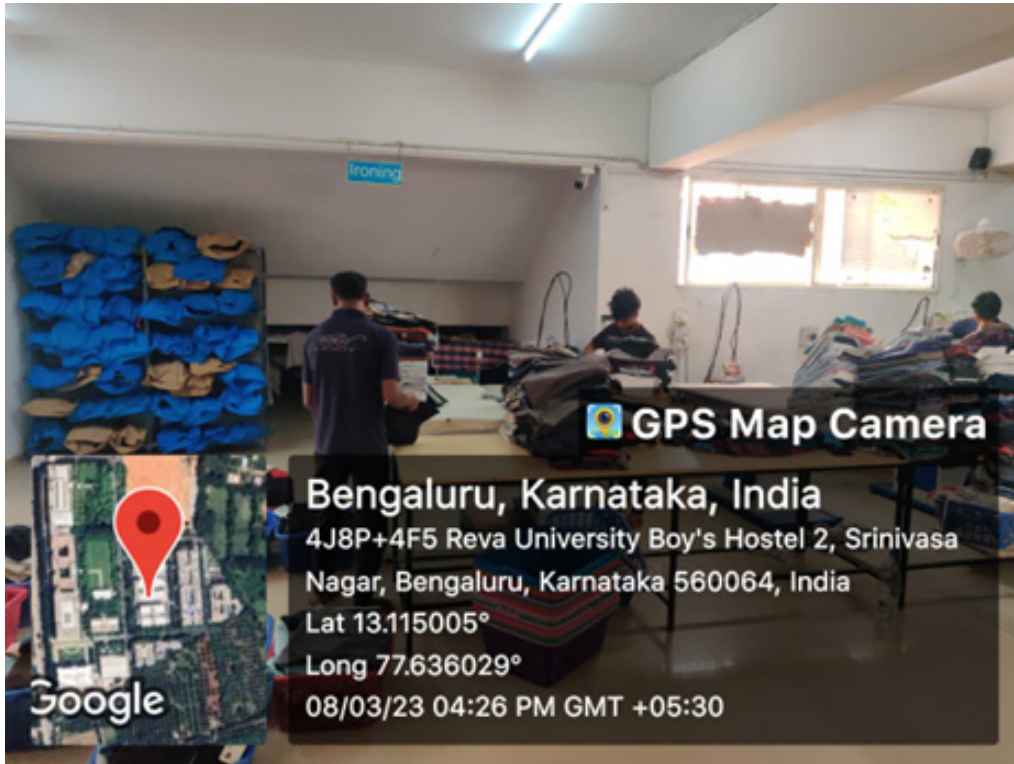 Ironing
GPS Map Camera
Bengaluru, Karnataka, India
4J8P+4F5 Reva University Boy's Hostel 2, Srinivasa
Nagar, Bengaluru, Karnataka 560064, India
Lat 13.115005°
Long 77.636029°
08/03/23 04:26 PM GMT +05:30
Google